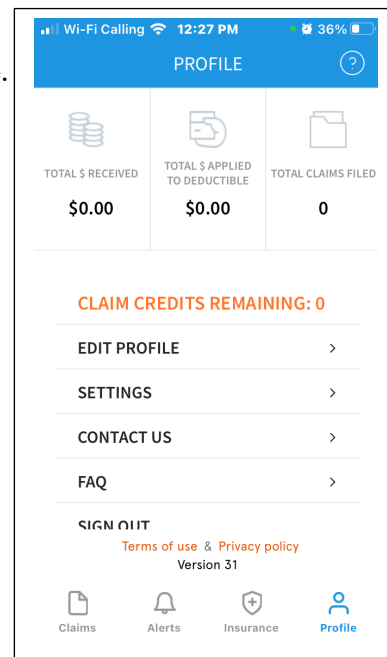 Wi-Fi Calling 12:27 PM 36%
.
PROFILE ?
TOTAL $ RECEIVED
$0.00
TOTAL $ APPLIED
TO DEDUCTIBLE
$0.00
TOTAL CLAIMS FILED
0
CLAIM CREDITS REMAINING: 0
EDIT PROFILE >
SETTINGS >
CONTACT US >
FAQ >
SIGN OUT
Terms of use & Privacy policy
Version 31
Claims Alerts Insurance Profile